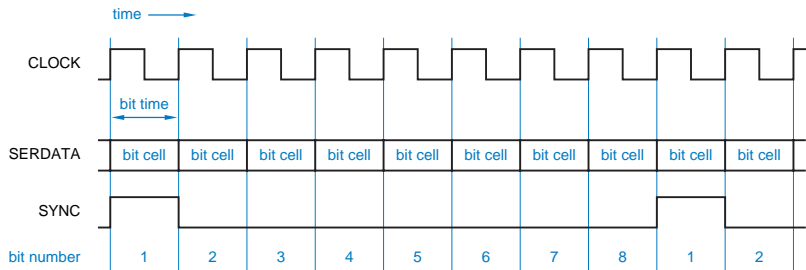 time
CLOCK
bit time
SERDATA bit cell bit cell bit cell bit cell bit cell bit cell bit cell bit cell bit cell bit cell
SYNC
bit number 1 2 3 4 5 6 7 8 1 2